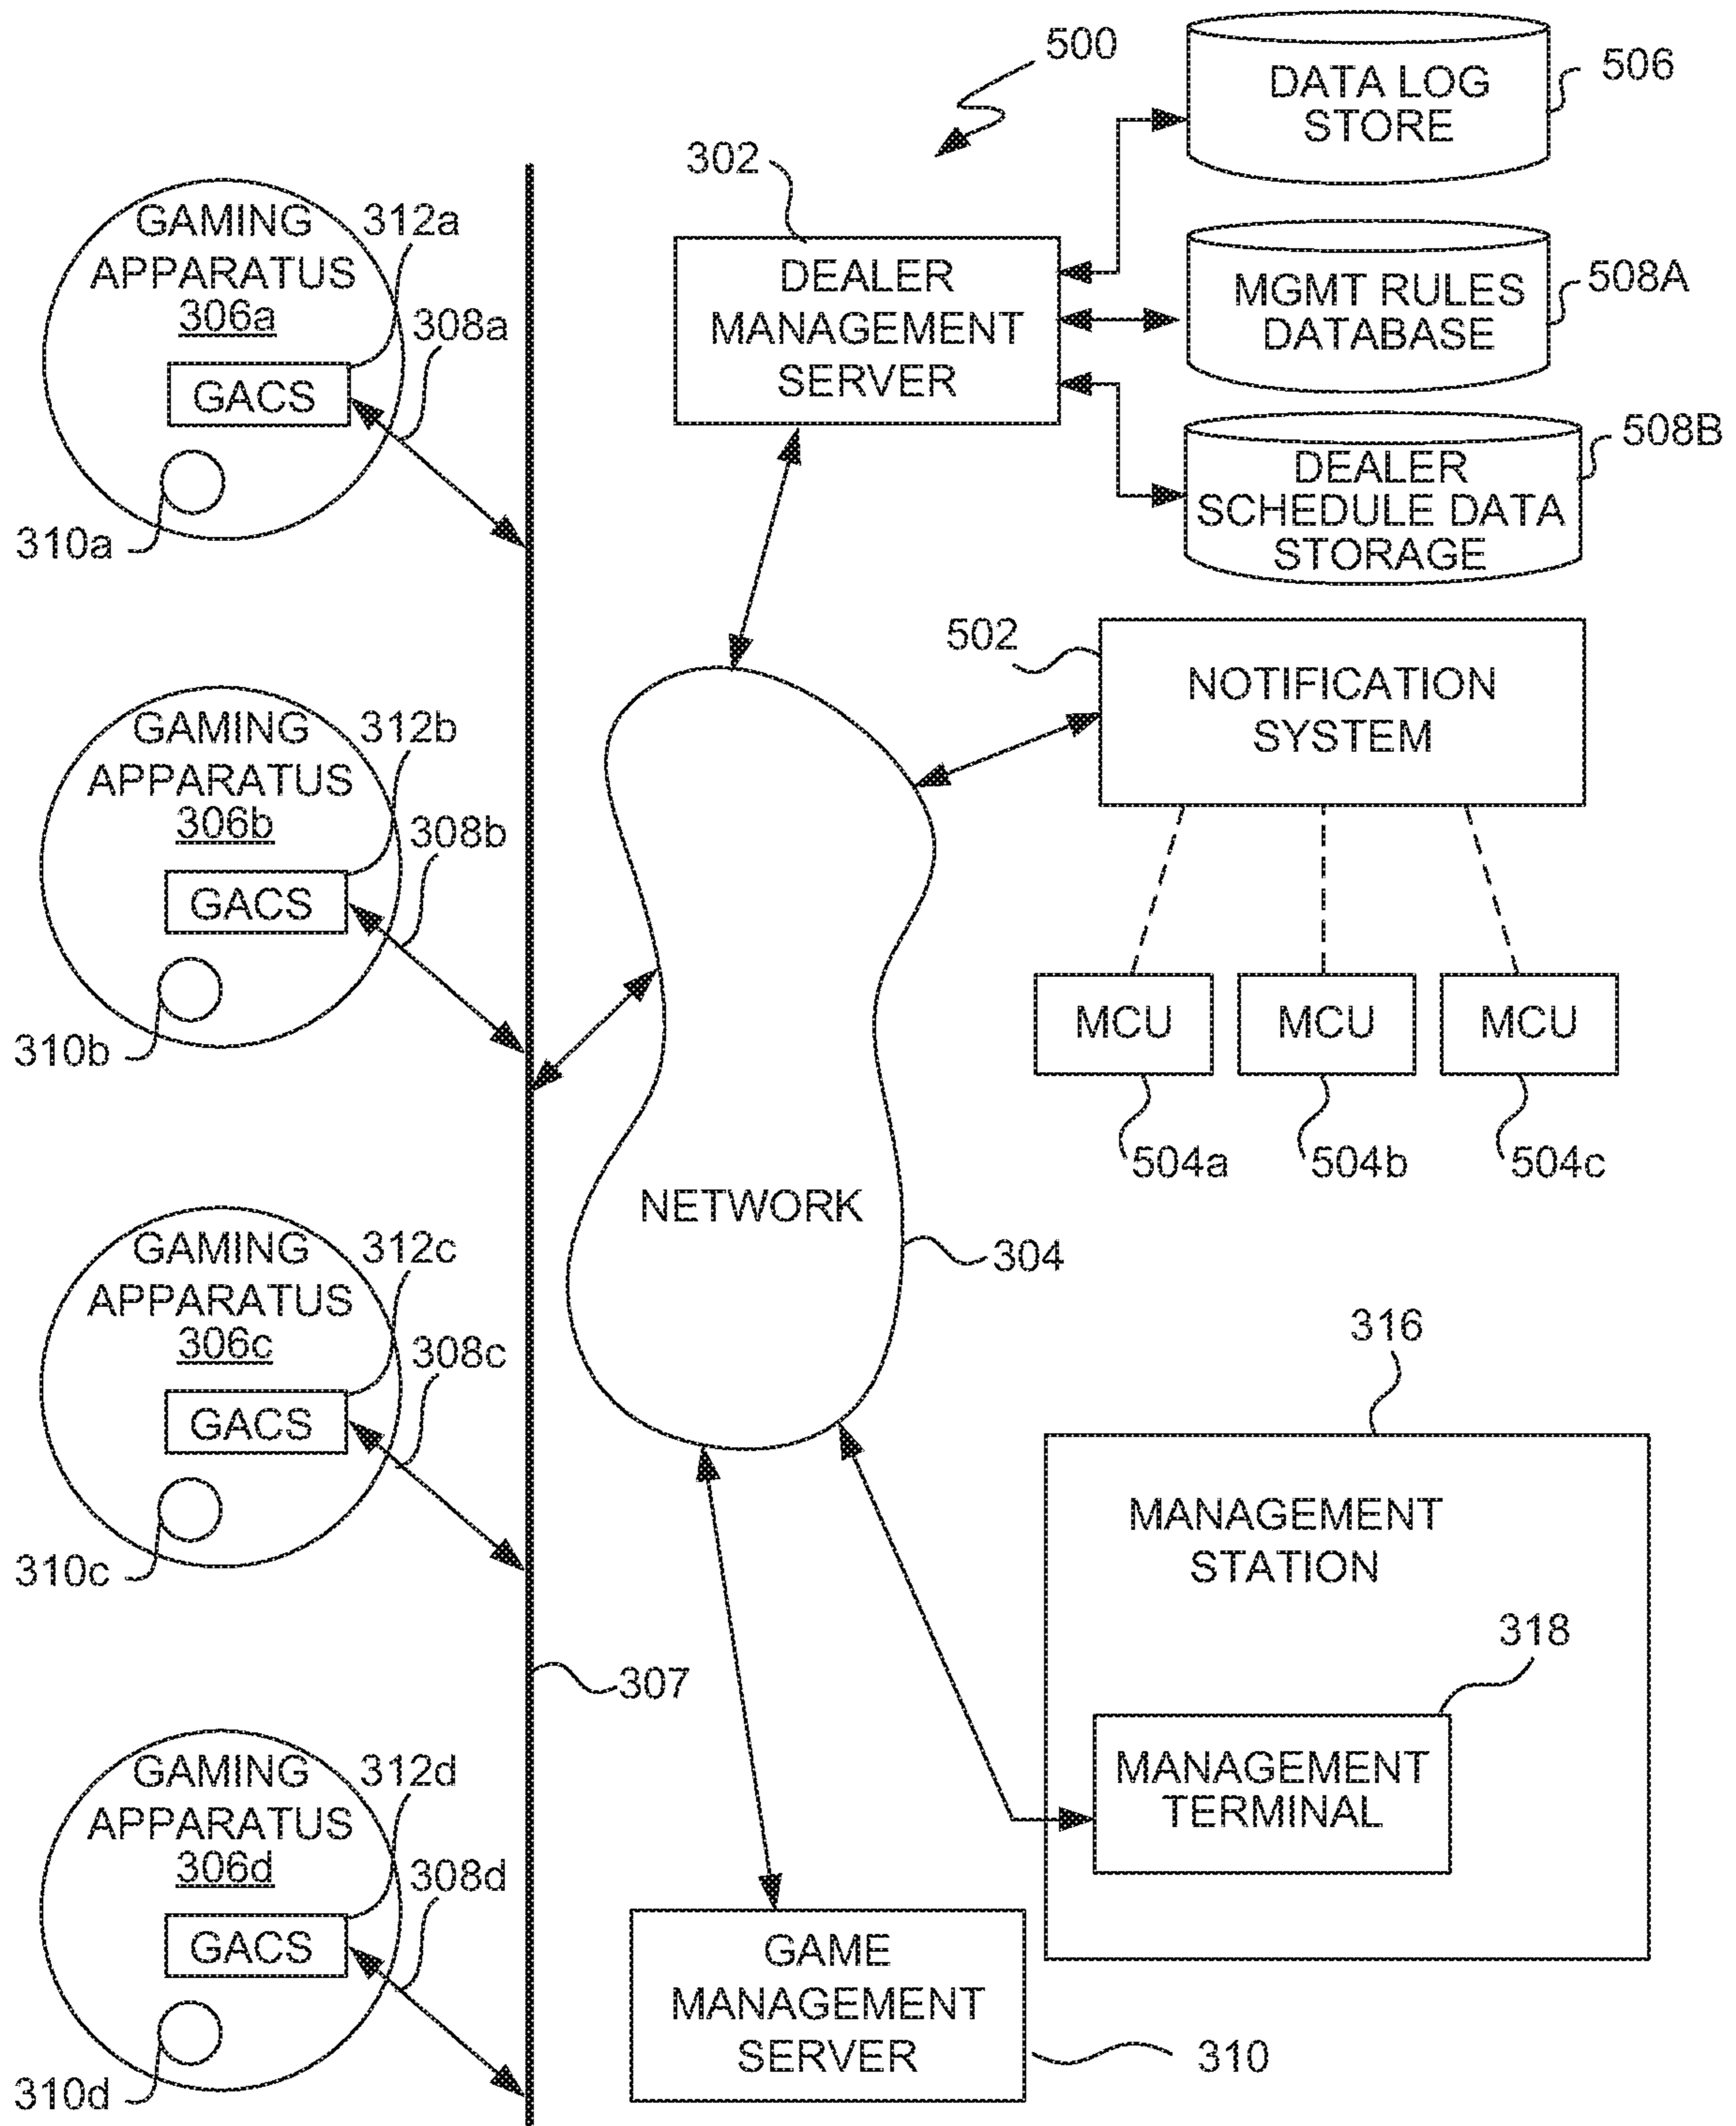 500
DATA LOG
STORE
506
302
DEALER
MANAGEMENT
SERVER
MGMT RULES
DATABASE
508A
DEALER
SCHEDULE DATA
STORAGE
508B
GAMING
APPARATUS
306a
312a
308a
GACS
310a
502
NOTIFICATION
SYSTEM
GAMING
APPARATUS
306b
312b
308b
GACS
310b
MCU
MCU
MCU
504a
504b
504c
NETWORK
304
GAMING
APPARATUS
306c
312c
308c
GACS
310c
316
MANAGEMENT
STATION
318
MANAGEMENT
TERMINAL
307
GAMING
APPARATUS
306d
312d
308d
GACS
310d
GAME
MANAGEMENT
SERVER
310